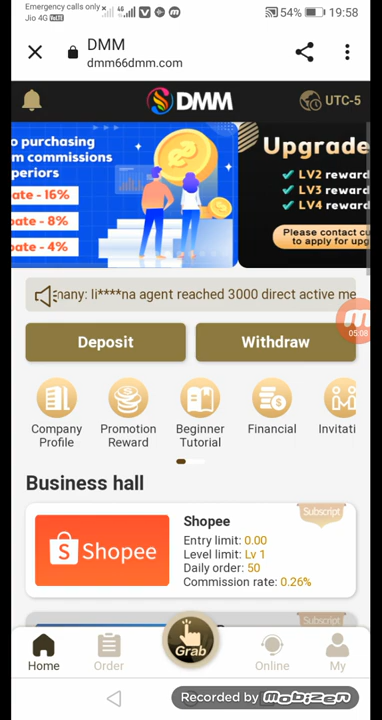 Emergency calls only
Jio 4G VoLTE
54% 19:58
DMM
dmm66dmm.com
DMM
UTC-5
o purchasing
m commissions
periors
ate - 16%
ate - 8%
ate - 4%
Upgrade
LV2 reward
LV3 reward
LV4 reward
Please contact cu
to apply for upg
nany: li****na agent reached 3000 direct active me
05:08
Deposit
Withdraw
Company
Profile
Promotion
Reward
Beginner
Tutorial
Financial
Invitati
Business hall
Subscript
Shopee
Shopee
Entry limit: 0.00
Level limit: Lv 1
Daily order: 50
Commission rate: 0.26%
Subscript
Grab
Home
Order
Online
My
Recorded by Mobizen